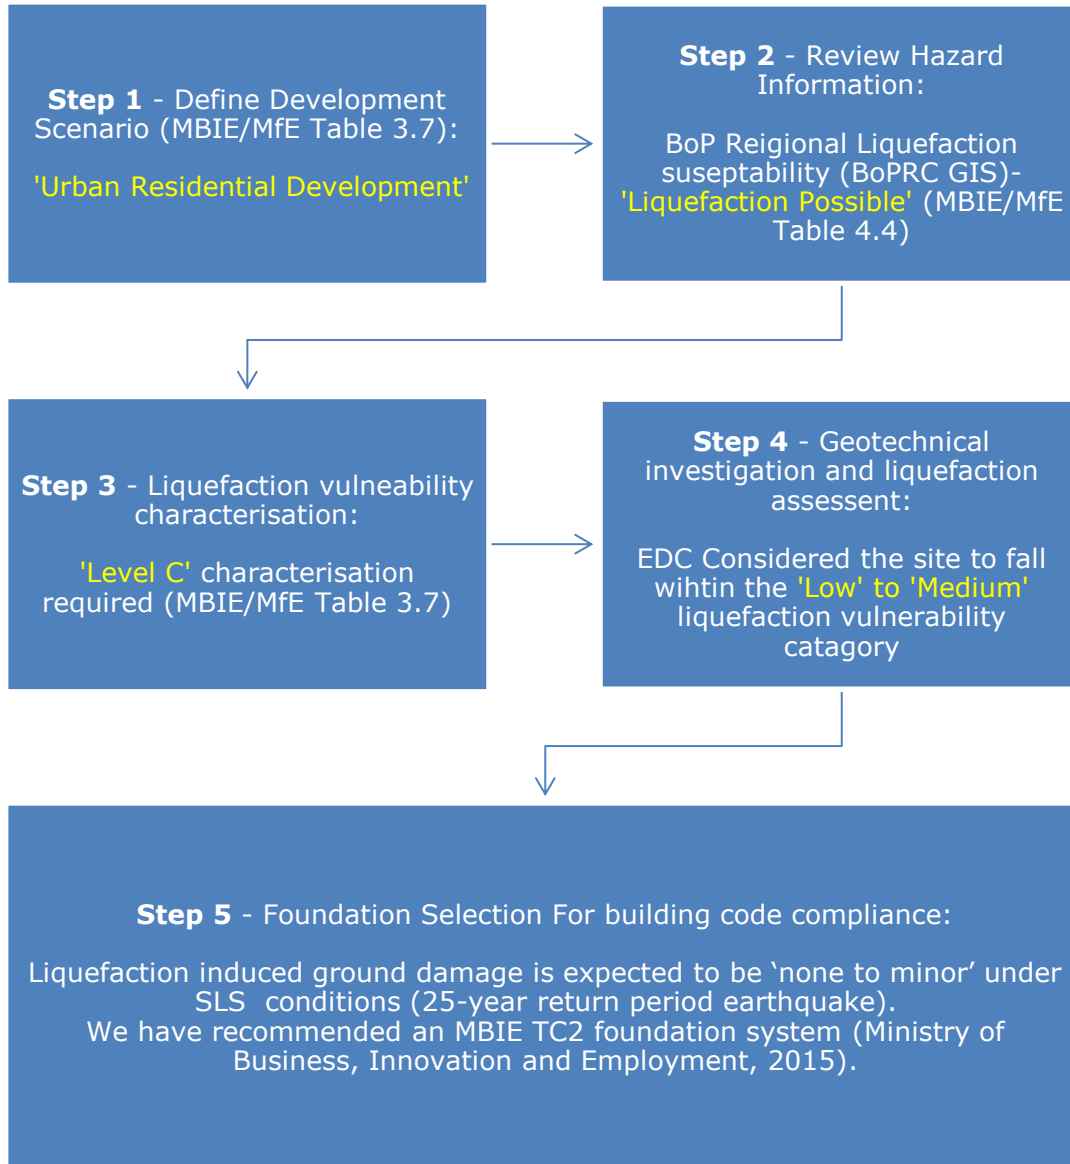 Step 1 - Define Development
Scenario (MBIE/MfE Table 3.7):
'Urban Residential Development'
Step 2 - Review Hazard
Information:
BoP Reigional Liquefaction
suseptability (BoPRC GIS)-
'Liquefaction Possible' (MBIE/MfE
Table 4.4)
Step 3 - Liquefaction vulneability
characterisation:
'Level C' characterisation
required (MBIE/MfE Table 3.7)
Step 4 - Geotechnical
investigation and liquefaction
assessent:
EDC Considered the site to fall
wihtin the 'Low' to 'Medium'
liquefaction vulnerability
catagory
Step 5 - Foundation Selection For building code compliance:
Liquefaction induced ground damage is expected to be ‘none to minor’ under
SLS conditions (25-year return period earthquake).
We have recommended an MBIE TC2 foundation system (Ministry of
Business, Innovation and Employment, 2015).